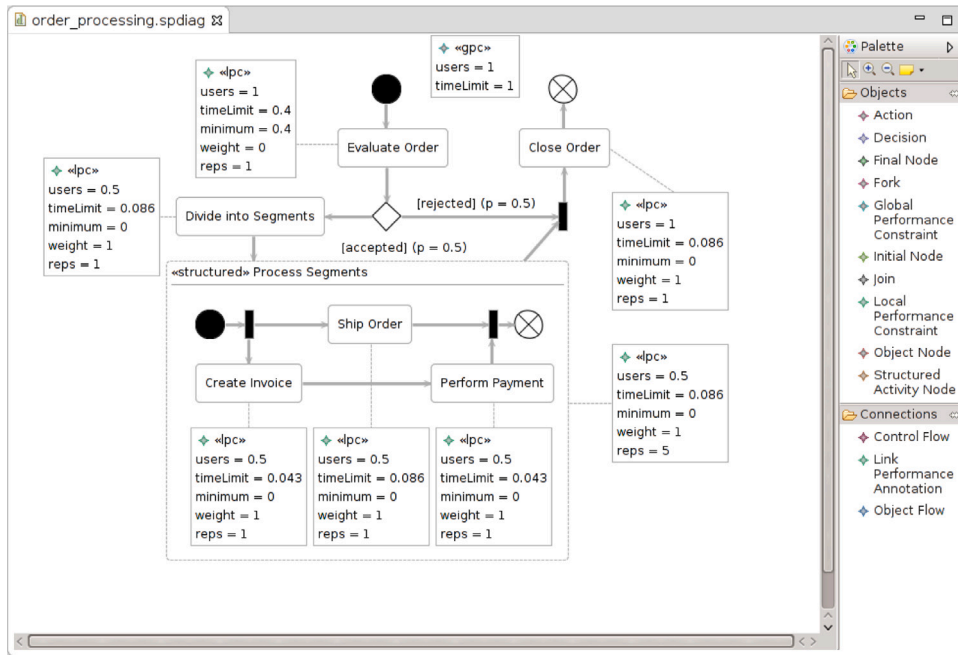 order_processing.spdiag
«gpc»
users = 1
timeLimit = 1
«lpc»
users = 1
timeLimit = 0.4
minimum = 0.4
weight = 0
reps = 1
Evaluate Order
Close Order
«lpc»
users = 0.5
timeLimit = 0.086
minimum = 0
weight = 1
reps = 1
Divide into Segments
[rejected] (p = 0.5)
[accepted] (p = 0.5)
«lpc»
users = 1
timeLimit = 0.086
minimum = 0
weight = 1
reps = 1
«structured» Process Segments
Ship Order
Create Invoice
Perform Payment
«lpc»
users = 0.5
timeLimit = 0.086
minimum = 0
weight = 1
reps = 5
«lpc»
users = 0.5
timeLimit = 0.043
minimum = 0
weight = 1
reps = 1
«lpc»
users = 0.5
timeLimit = 0.086
minimum = 0
weight = 1
reps = 1
«lpc»
users = 0.5
timeLimit = 0.043
minimum = 0
weight = 1
reps = 1
Palette
Objects
Action
Decision
Final Node
Fork
Global
Performance
Constraint
Initial Node
Join
Local
Performance
Constraint
Object Node
Structured
Activity Node
Connections
Control Flow
Link
Performance
Annotation
Object Flow